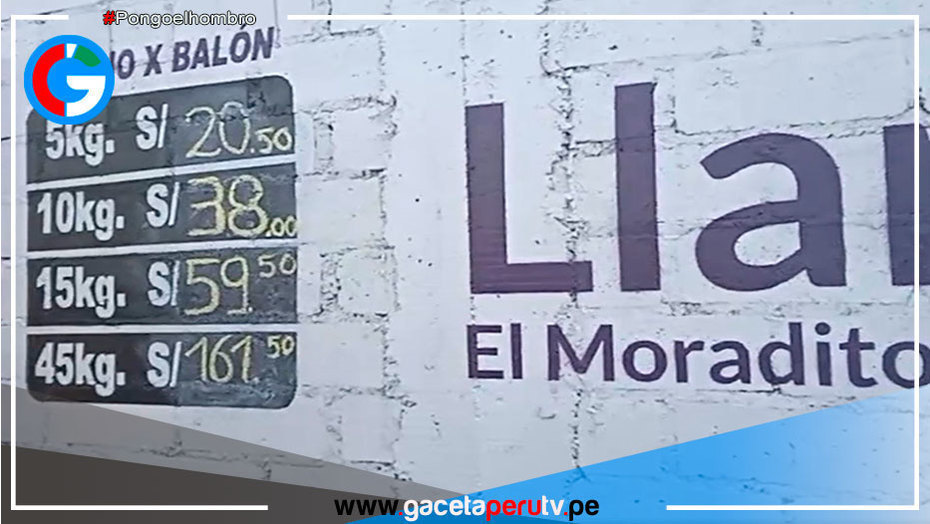 #Pongoelhombro
X BALÓN
5kg. S/ 20.50
10kg. S/ 38.00
15kg. S/ 59.50
45kg. S/ 161.50
El Moradito
www.gacetaperutv.pe